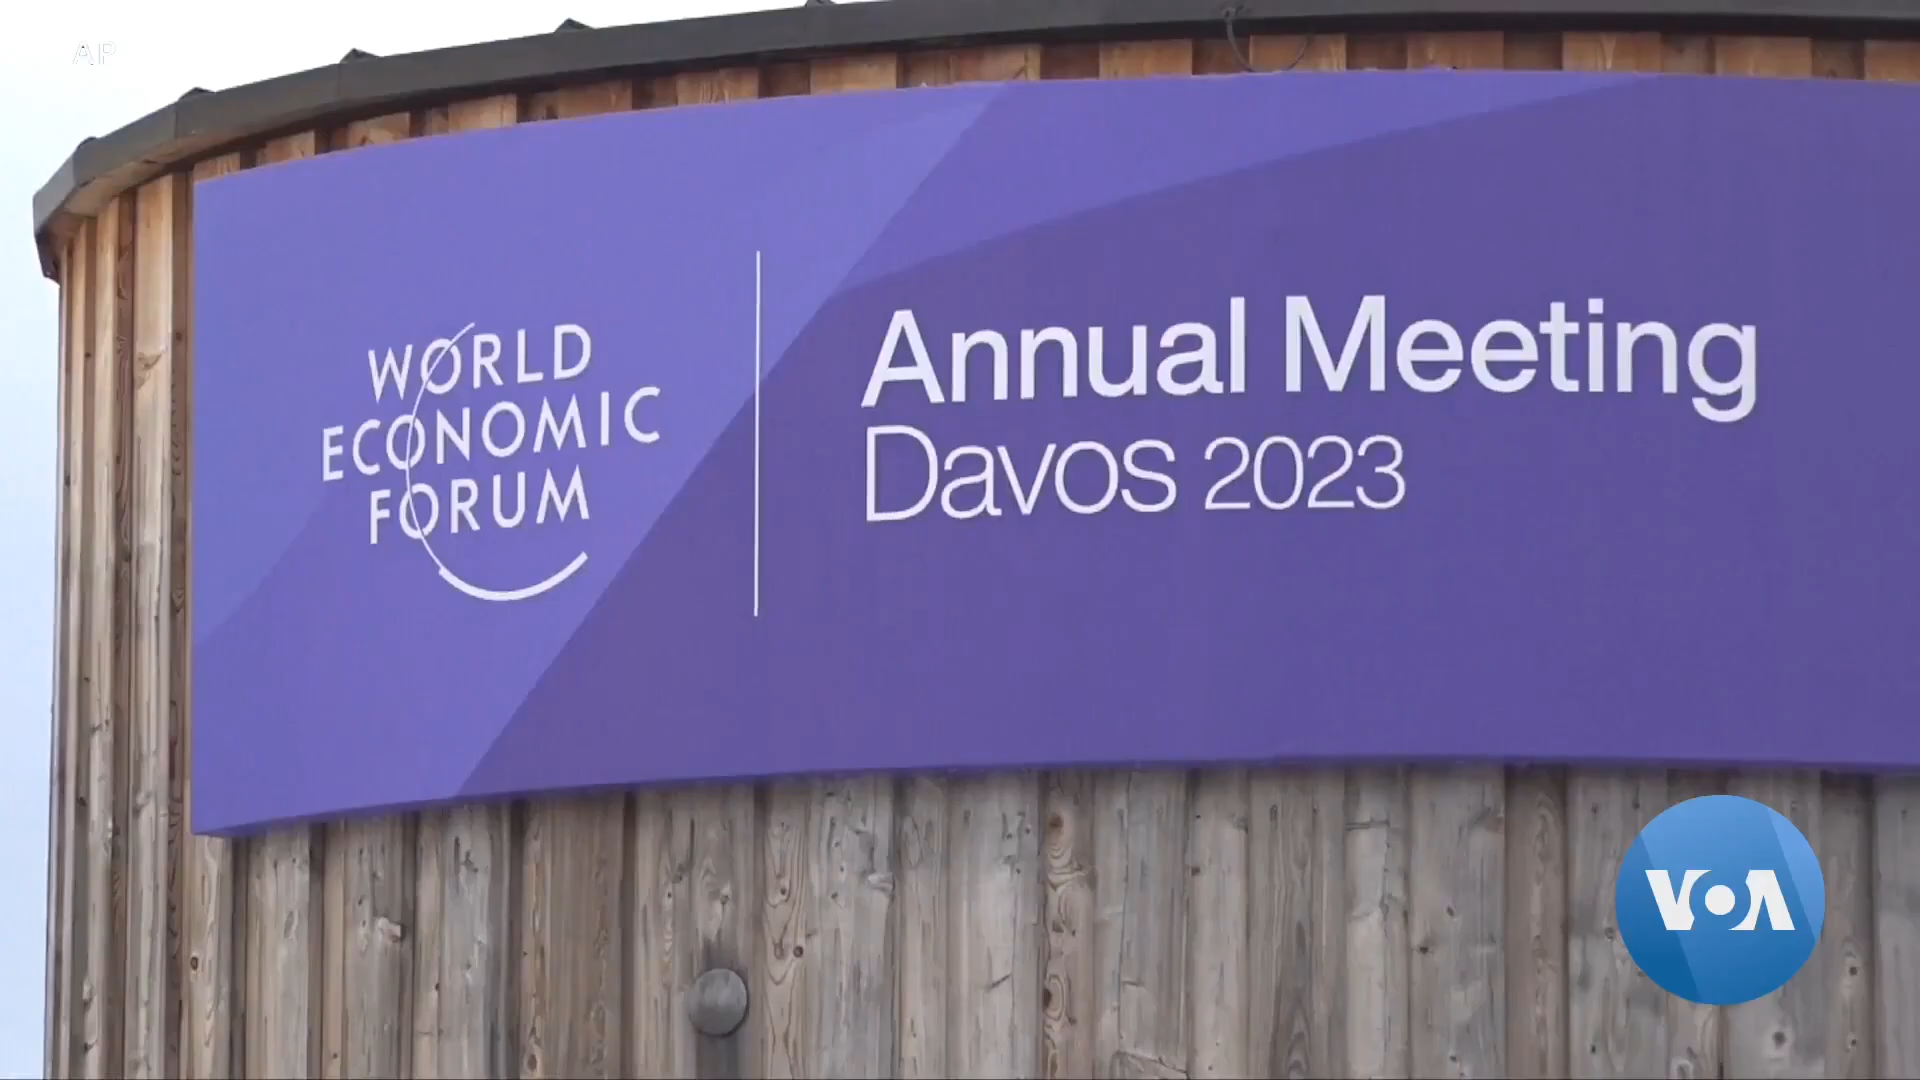 AP
WORLD
ECONOMIC
FORUM
Annual Meeting
Davos 2023
VOA